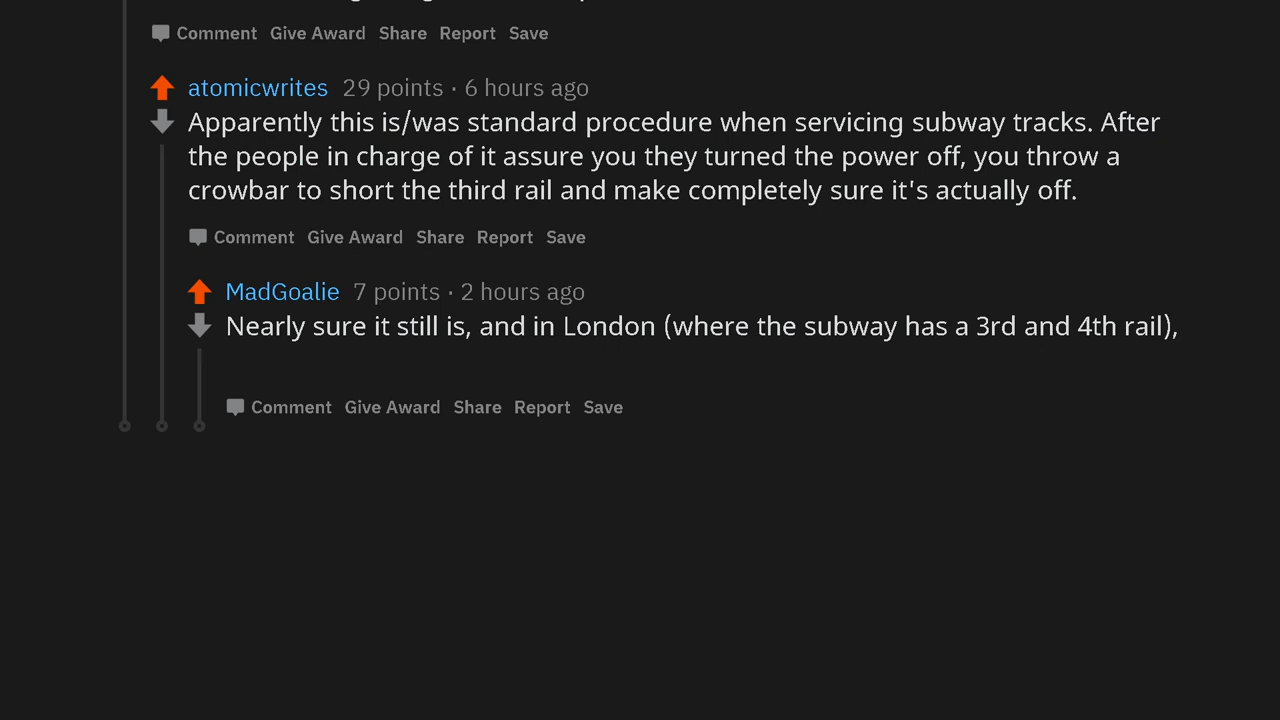 Comment Give Award Share Report Save
atomicwrites 29 points · 6 hours ago
Apparently this is/was standard procedure when servicing subway tracks. After
the people in charge of it assure you they turned the power off, you throw a
crowbar to short the third rail and make completely sure it's actually off.
Comment Give Award Share Report Save
MadGoalie 7 points · 2 hours ago
Nearly sure it still is, and in London (where the subway has a 3rd and 4th rail),
Comment Give Award Share Report Save